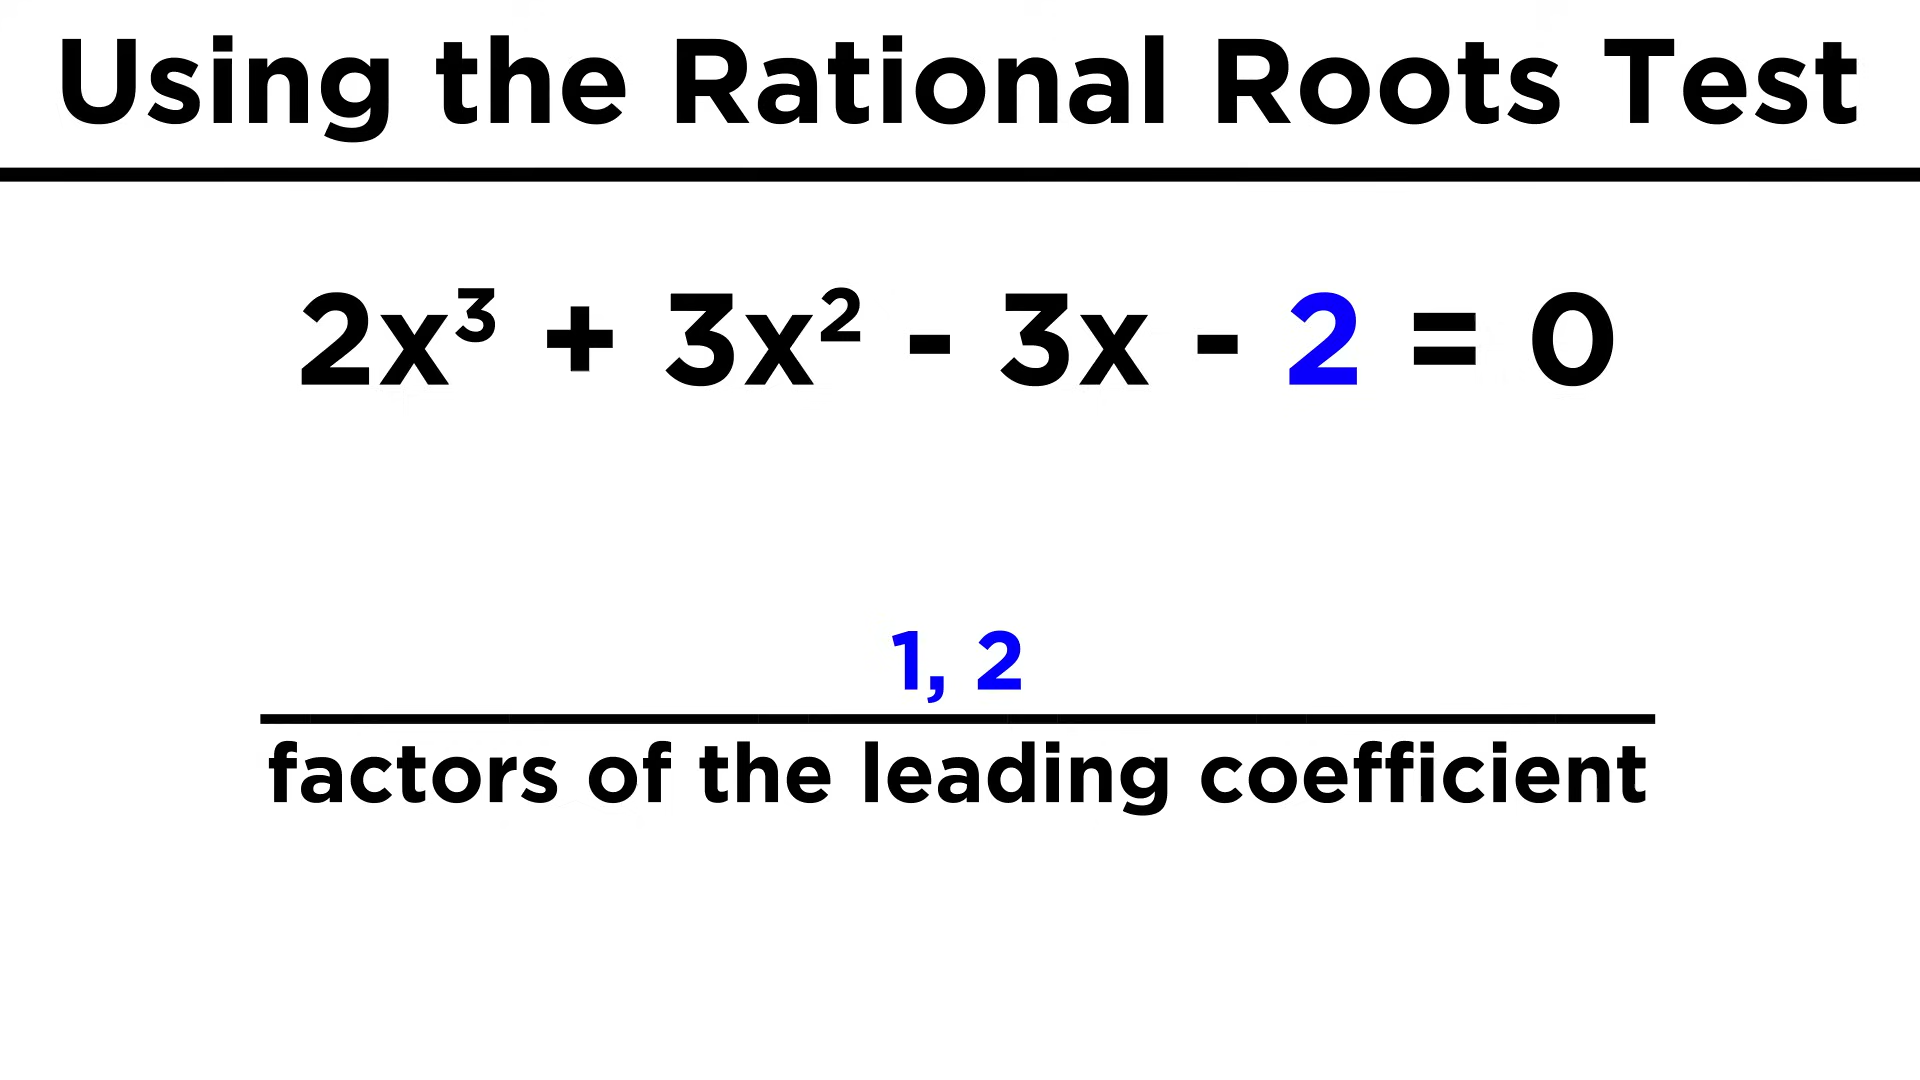 Using the Rational Roots Test
2x³ + 3x² - 3x - 2 = 0
1, 2
factors of the leading coefficient